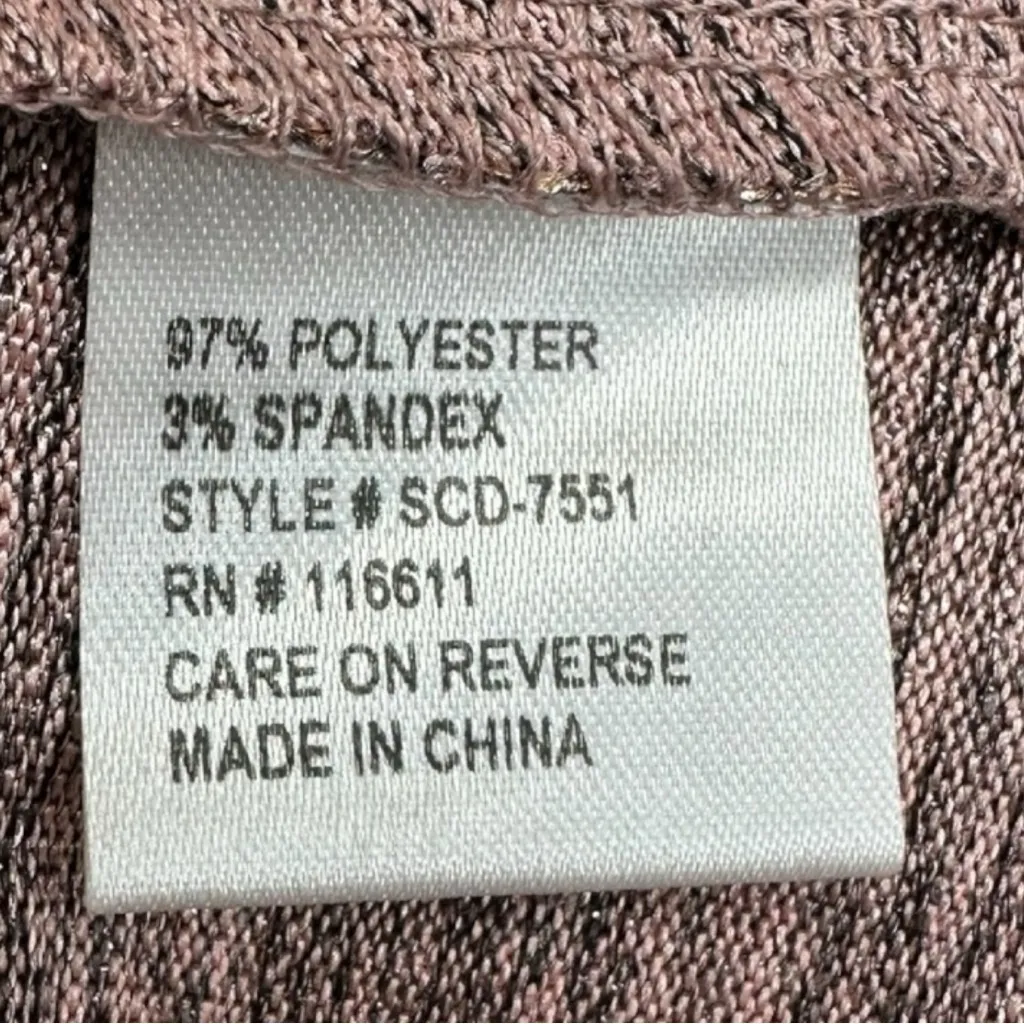 97% POLYESTER
3% SPANDEX
STYLE # SCD-7551
RN # 116611
CARE ON REVERSE
MADE IN CHINA